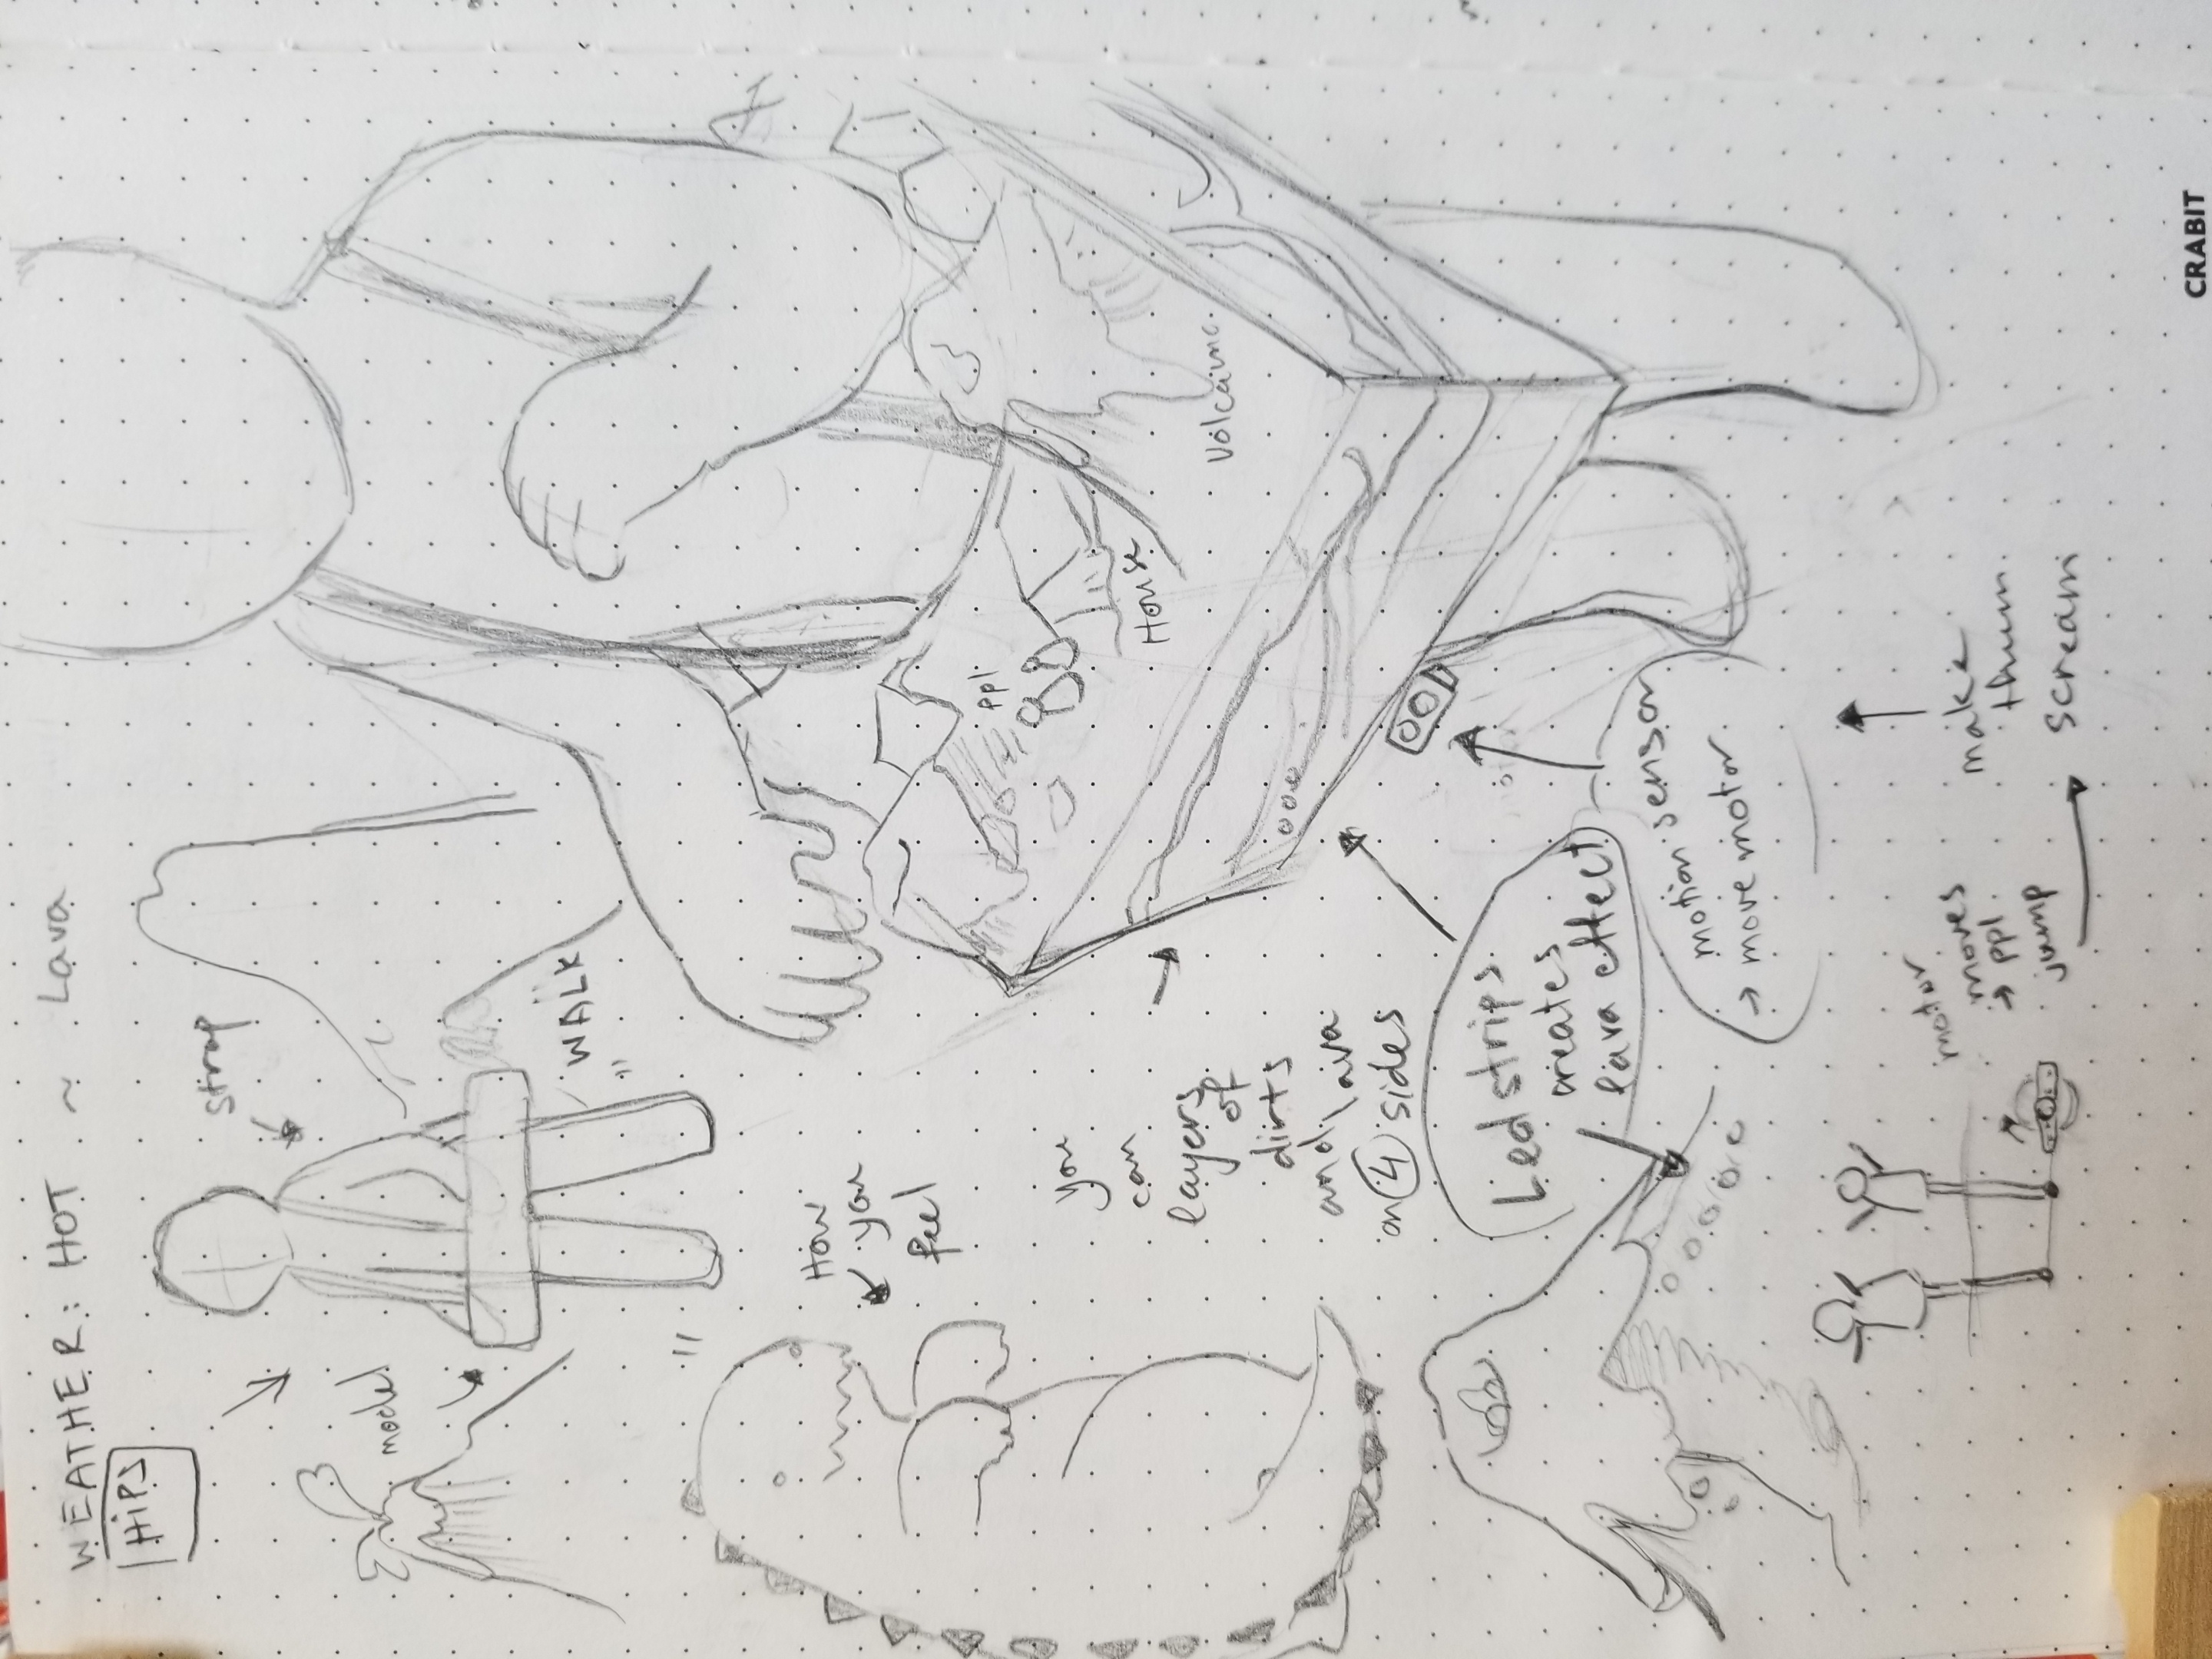 WEATHER: HOT ~ Lava
HiPS
strap
model
"WALK"
How
you
feel
ppl
House
you
can
layers
of
dirts
and lava
on 4 sides
Led strips
creates
lava effect
motion sensor
→ move motor
motor
moves
→ ppl
jump
make
thum
scream
CRABIT